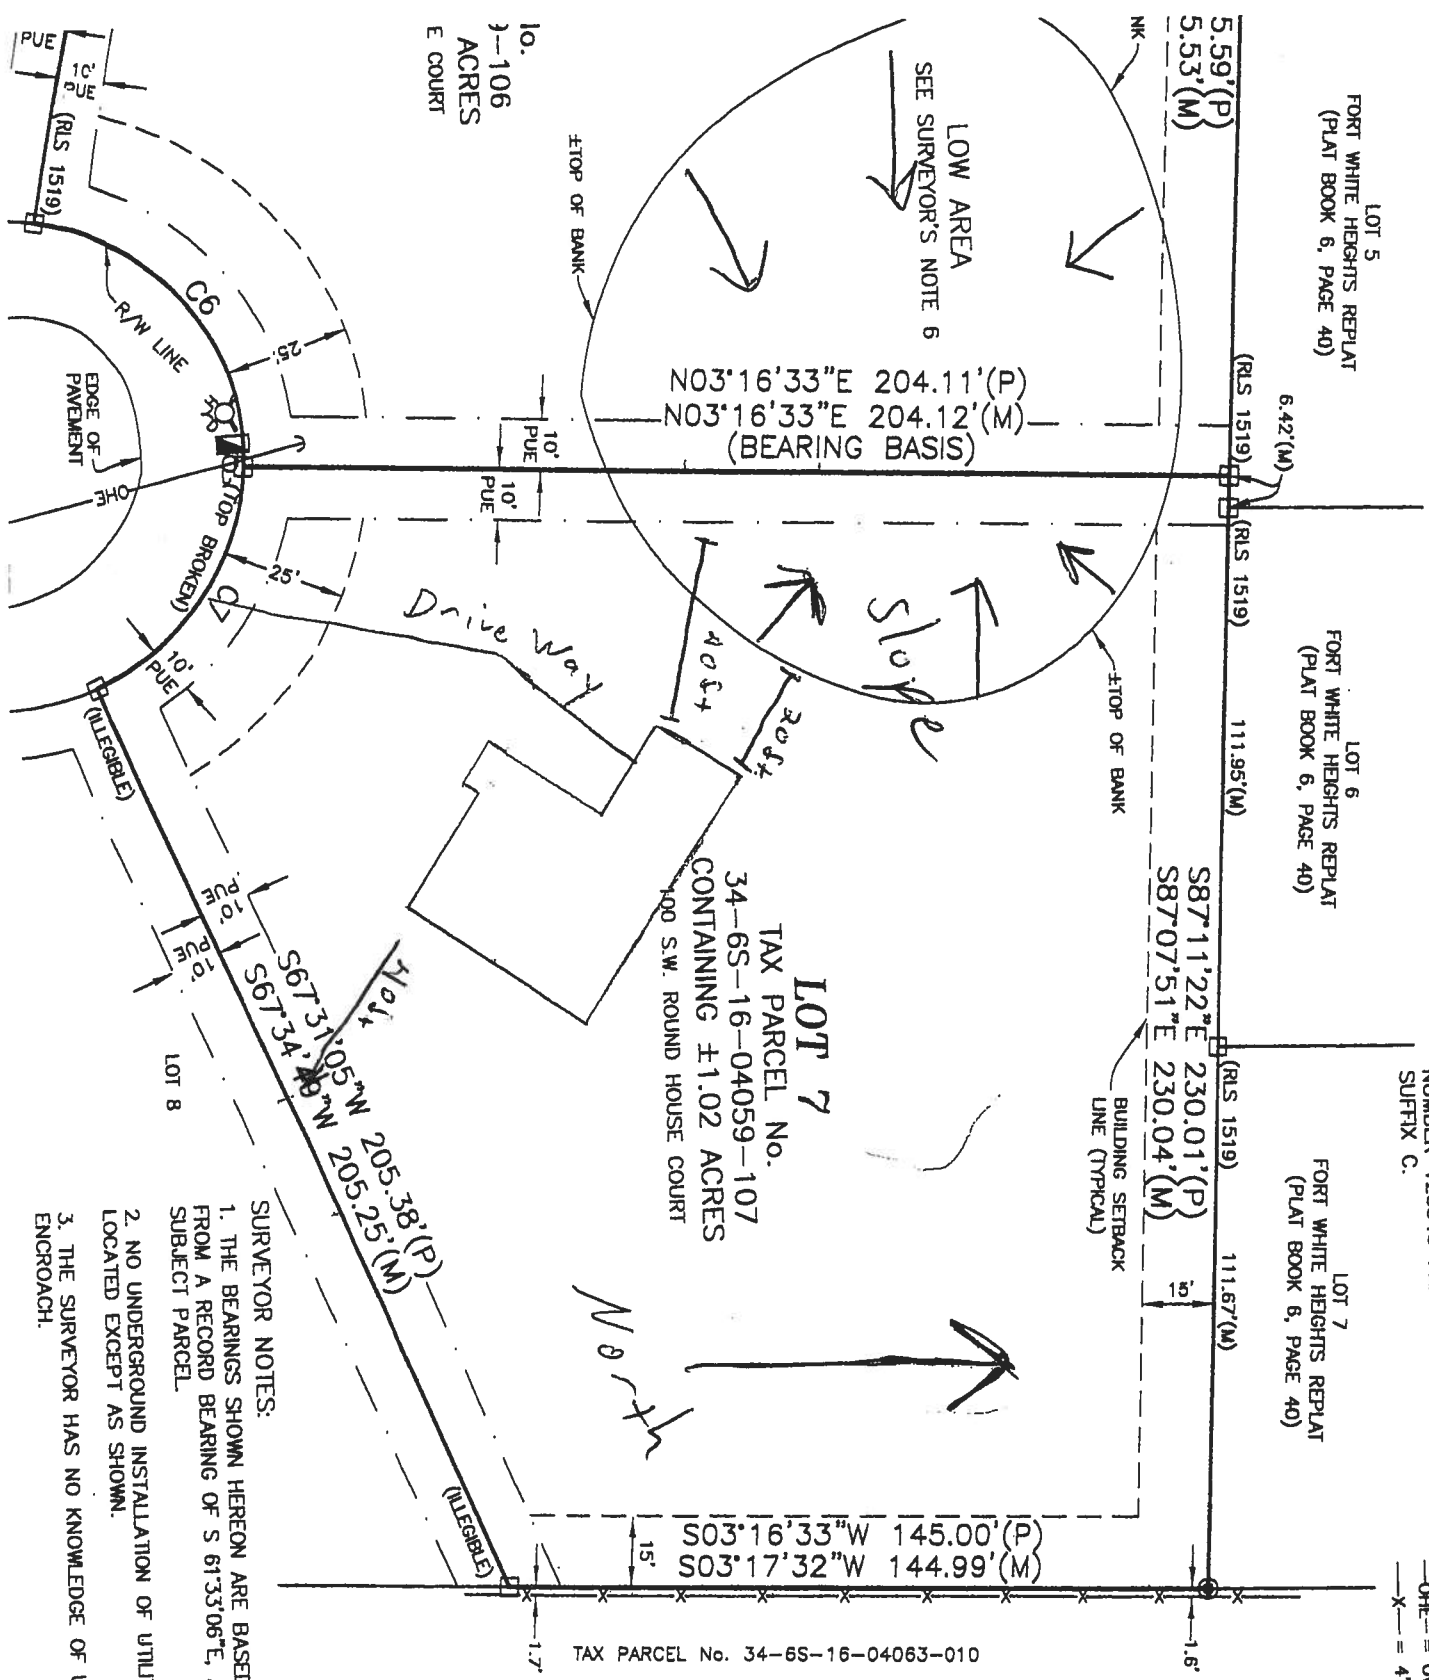 LOT 5
FORT WHITE HEIGHTS REPLAT
(PLAT BOOK 6, PAGE 40)
LOT 6
FORT WHITE HEIGHTS REPLAT
(PLAT BOOK 6, PAGE 40)
LOT 7
FORT WHITE HEIGHTS REPLAT
(PLAT BOOK 6, PAGE 40)
SUFFIX C.
5.59'(P)
5.53'(M)
(RLS 1519)
6.42'(M)
(RLS 1519)
111.95'(M)
S87°11'22"E 230.01'(P)
S87°07'51"E 230.04'(M)
(RLS 1519)
111.67'(M)
NK
LOW AREA
SEE SURVEYOR'S NOTE 6
±TOP OF BANK
±TOP OF BANK
BUILDING SETBACK
LINE (TYPICAL)
15'
N03°16'33"E 204.11'(P)
N03°16'33"E 204.12'(M)
(BEARING BASIS)
Slope
20ft
40ft
Drive Way
LOT 7
TAX PARCEL No.
34-6S-16-04059-107
CONTAINING ±1.02 ACRES
100 S.W. ROUND HOUSE COURT
North
S03°16'33"W 145.00'(P)
S03°17'32"W 144.99'(M)
15'
1.6'
1.7'
TAX PARCEL No. 34-6S-16-04063-010
lo.
)-106
ACRES
E COURT
PUE
10'
PUE
(RLS 1519)
C6
R/W LINE
25'
10'
PUE
10'
PUE
EDGE OF
PAVEMENT
OHE
(TOP BROKEN)
C7
25'
10'
PUE
(ILLEGIBLE)
10'
PUE
10'
PUE
S67°31'05"W 205.38'(P)
W 205.25'(M)
LOT 8
(ILLEGIBLE)
SURVEYOR NOTES:
1. THE BEARINGS SHOWN HEREON ARE BASED
FROM A RECORD BEARING OF S 61°33'06"E,
SUBJECT PARCEL.
2. NO UNDERGROUND INSTALLATION OF UTILI
LOCATED EXCEPT AS SHOWN.
3. THE SURVEYOR HAS NO KNOWLEDGE OF U
ENCROACH.